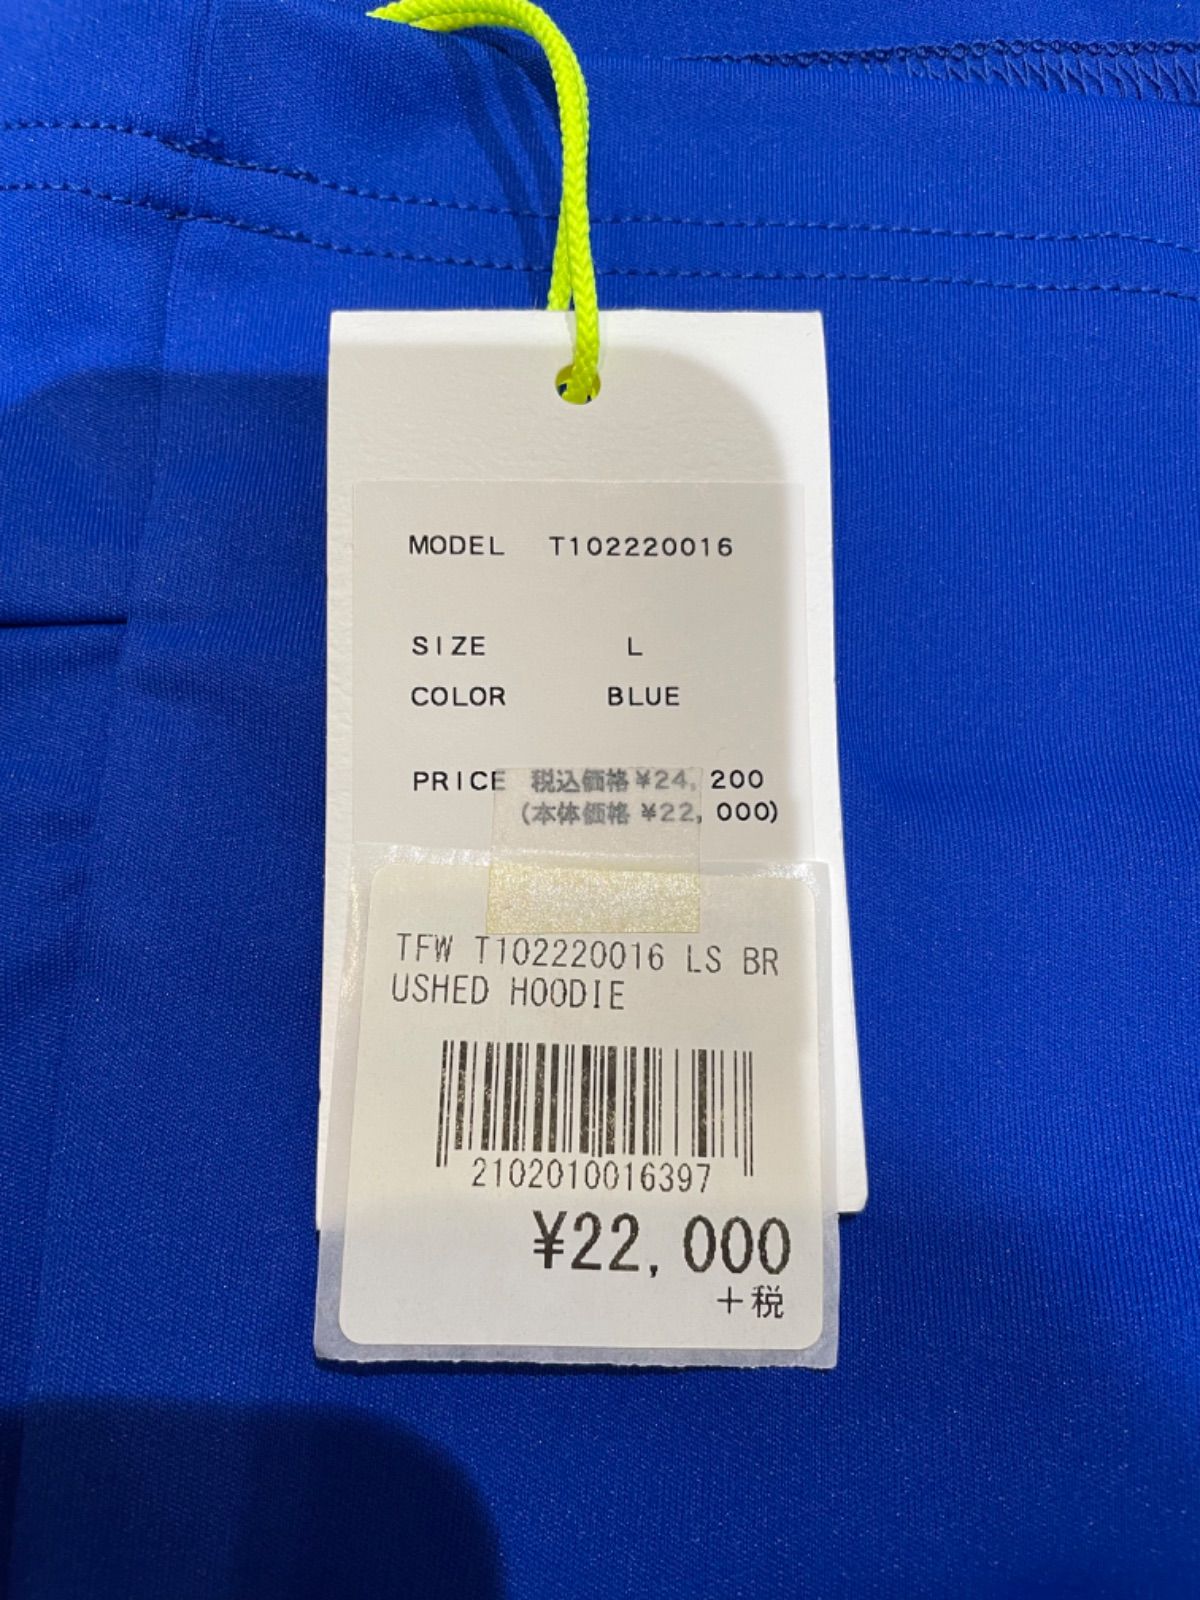 MODEL T102220016
SIZE L
COLOR BLUE
PRICE 税込価格¥24,200
(本体価格 ¥22,000)
TFW T102220016 LS BR
USHED HOODIE
2102010016397
¥22,000
+税